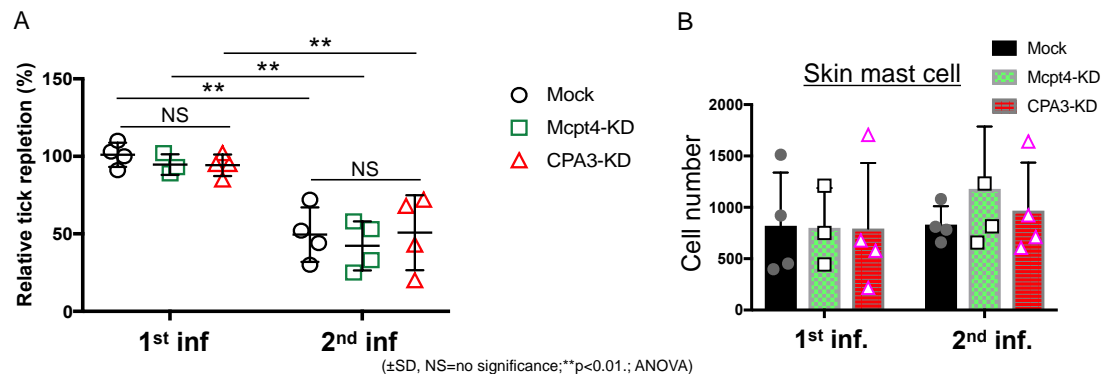 A
**
**
**
NS
NS
Relative tick repletion (%)
150
100
50
0
1st inf
2nd inf
Mock
Mcpt4-KD
CPA3-KD
B
Mock
Mcpt4-KD
CPA3-KD
Skin mast cell
Cell number
2000
1500
1000
500
0
1st inf.
2nd inf.
(±SD, NS=no significance;**p<0.01.; ANOVA)